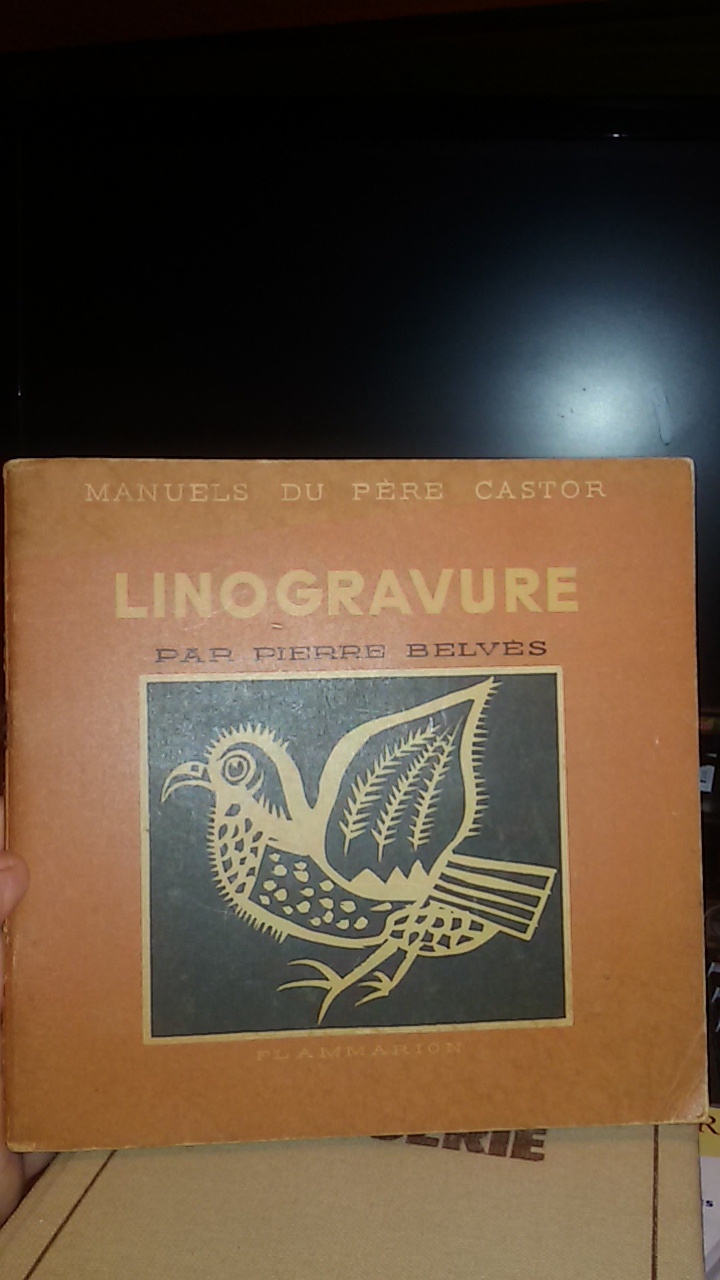 MANUELS DU PÈRE CASTOR
LINOGRAVURE
PAR PIERRE BELVÈS
FLAMMARION